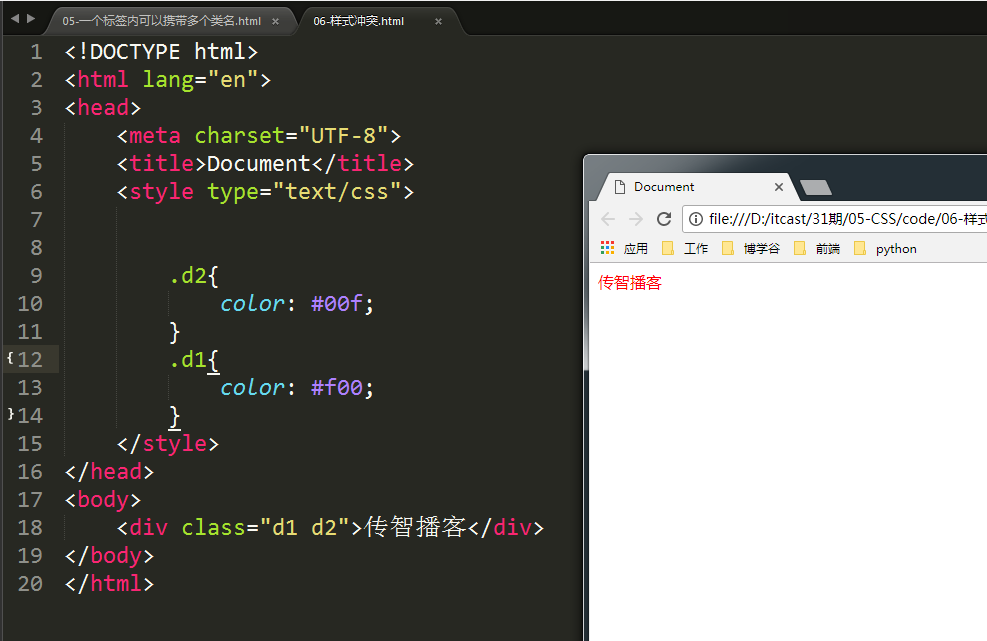 05-一个标签内可以携带多个类名.html × 06-样式冲突.html ×
1 <!DOCTYPE html>
2 <html lang="en">
3 <head>
4 <meta charset="UTF-8">
5 <title>Document</title>
6 <style type="text/css">
7
8
9 .d2{
10 color: #00f;
11 }
12 .d1{
13 color: #f00;
14 }
15 </style>
16 </head>
17 <body>
18 <div class="d1 d2">传智播客</div>
19 </body>
20 </html>
Document ×
file:///D:/itcast/31期/05-CSS/code/06-样式
应用 工作 博学谷 前端 python
传智播客